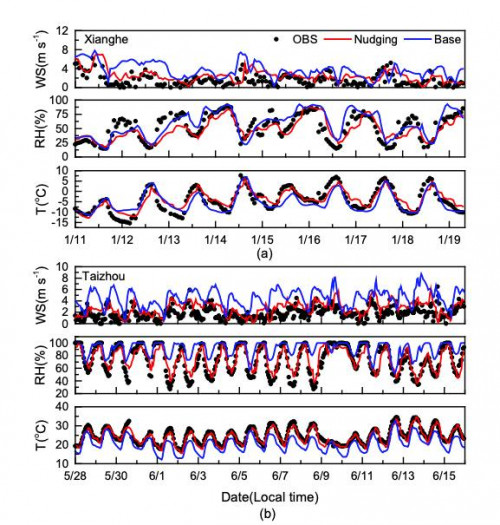 (a)
Xianghe
OBS Nudging Base
WS(m s⁻¹)
12
8
4
0
RH(%)
100
75
50
25
0
T(°C)
10
5
0
-5
-10
-15
1/11 1/12 1/13 1/14 1/15 1/16 1/17 1/18 1/19
(a)
Taizhou
WS(m s⁻¹)
10
8
6
4
2
0
RH(%)
100
80
60
40
20
T(°C)
40
30
20
10
5/28 5/30 6/1 6/3 6/5 6/7 6/9 6/11 6/13 6/15
Date(Local time)
(b)